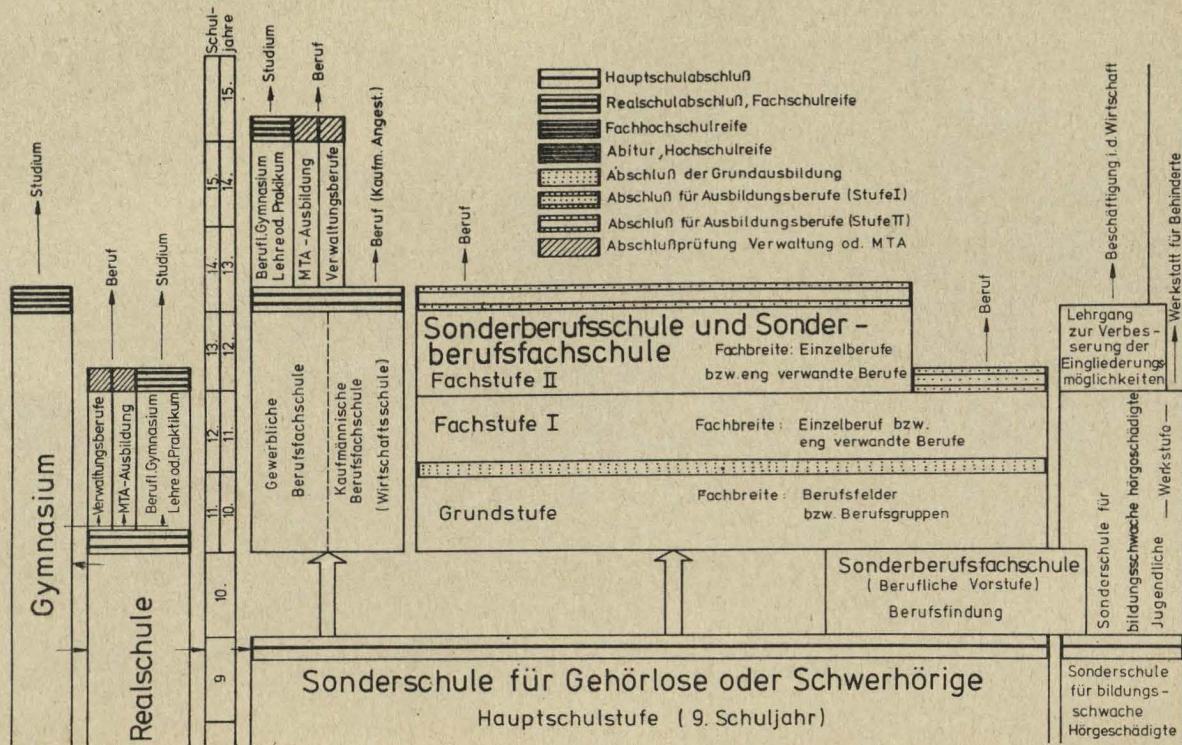 Gymnasium
Studium
Realschule
Verwaltungsberufe
MTA-Ausbildung
Berufl. Gymnasium
Lehre od. Praktikum
Beruf
Studium
Schul-
jahre
15.
15. 14.
14. 13.
13. 12.
12. 11.
11. 10.
10.
9
Studium
Beruf
Berufl. Gymnasium
Lehre od. Praktikum
MTA-Ausbildung
Verwaltungsberufe
Beruf (Kaufm. Angest.)
Gewerbliche
Berufsfachschule
Kaufmännische
Berufsfachschule
(Wirtschaftsschule)
Hauptschulabschluß
Realschulabschluß, Fachschulreife
Fachhochschulreife
Abitur, Hochschulreife
Abschluß der Grundausbildung
Abschluß für Ausbildungsberufe (Stufe I)
Abschluß für Ausbildungsberufe (Stufe II)
Abschlußprüfung Verwaltung od. MTA
Beruf
Sonderberufsschule und Sonder-
berufsfachschule
Fachstufe II
Fachbreite: Einzelberufe
bzw. eng verwandte Berufe
Beruf
Fachstufe I
Fachbreite: Einzelberuf bzw.
eng verwandte Berufe
Grundstufe
Fachbreite: Berufsfelder
bzw. Berufsgruppen
Sonderberufsfachschule
(Berufliche Vorstufe)
Berufsfindung
Sonderschule für Gehörlose oder Schwerhörige
Hauptschulstufe (9. Schuljahr)
Beschäftigung i.d. Wirtschaft
Werkstatt für Behinderte
Lehrgang
zur Verbes-
serung der
Eingliederungs-
möglichkeiten
Sonderschule für
bildungsschwache hörgeschädigte
Jugendliche — Werkstufe —
Sonderschule
für bildungs-
schwache
Hörgeschädigte